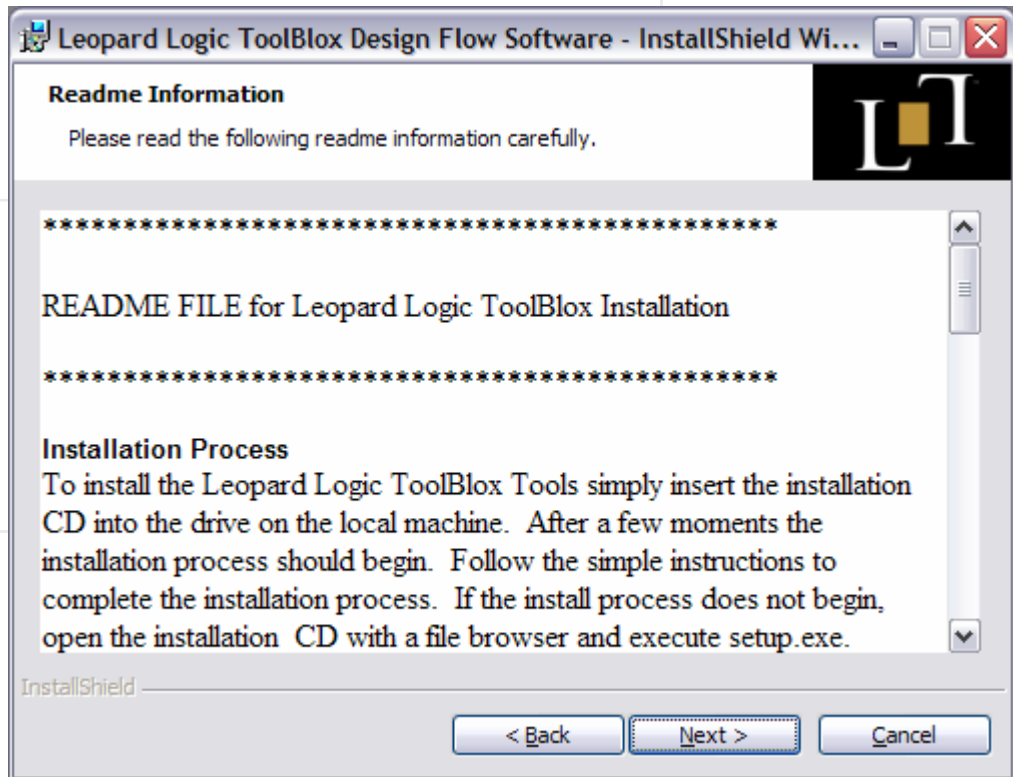 Leopard Logic ToolBlox Design Flow Software - InstallShield Wi...
Readme Information
Please read the following readme information carefully.
LL
**********************************************
README FILE for Leopard Logic ToolBlox Installation
**********************************************
Installation Process
To install the Leopard Logic ToolBlox Tools simply insert the installation
CD into the drive on the local machine.  After a few moments the
installation process should begin.  Follow the simple instructions to
complete the installation process.  If the install process does not begin,
open the installation  CD with a file browser and execute setup.exe.
InstallShield
< Back
Next >
Cancel